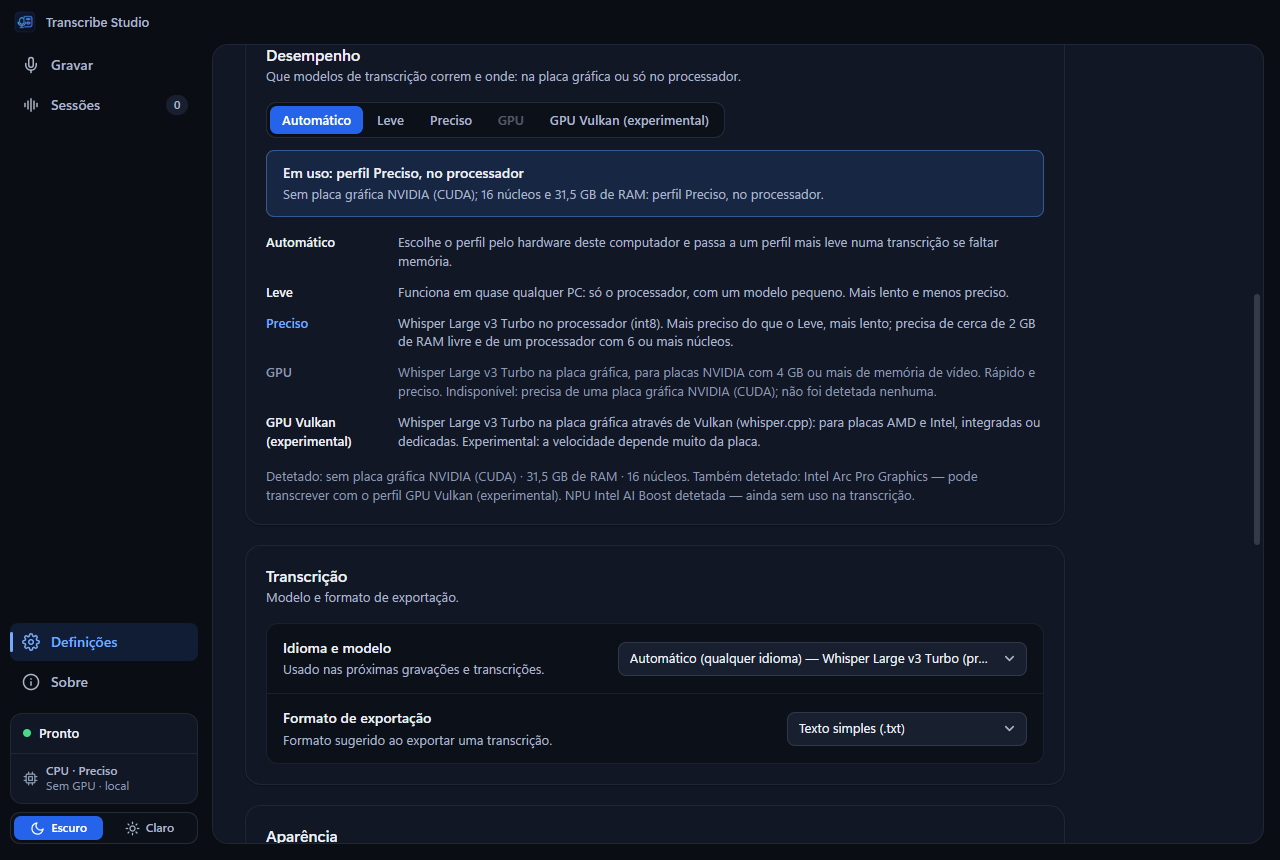 Transcribe Studio
Gravar
Sessões 0
Definições
Sobre
Pronto
CPU · Preciso
Sem GPU · local
Escuro Claro
Desempenho
Que modelos de transcrição correm e onde: na placa gráfica ou só no processador.
Automático Leve Preciso GPU GPU Vulkan (experimental)
Em uso: perfil Preciso, no processador
Sem placa gráfica NVIDIA (CUDA); 16 núcleos e 31,5 GB de RAM: perfil Preciso, no processador.
Automático Escolhe o perfil pelo hardware deste computador e passa a um perfil mais leve numa transcrição se faltar
memória.
Leve Funciona em quase qualquer PC: só o processador, com um modelo pequeno. Mais lento e menos preciso.
Preciso Whisper Large v3 Turbo no processador (int8). Mais preciso do que o Leve, mais lento; precisa de cerca de 2 GB
de RAM livre e de um processador com 6 ou mais núcleos.
GPU Whisper Large v3 Turbo na placa gráfica, para placas NVIDIA com 4 GB ou mais de memória de vídeo. Rápido e
preciso. Indisponível: precisa de uma placa gráfica NVIDIA (CUDA); não foi detetada nenhuma.
GPU Vulkan Whisper Large v3 Turbo na placa gráfica através de Vulkan (whisper.cpp): para placas AMD e Intel, integradas ou
(experimental) dedicadas. Experimental: a velocidade depende muito da placa.
Detetado: sem placa gráfica NVIDIA (CUDA) · 31,5 GB de RAM · 16 núcleos. Também detetado: Intel Arc Pro Graphics — pode
transcrever com o perfil GPU Vulkan (experimental). NPU Intel AI Boost detetada — ainda sem uso na transcrição.
Transcrição
Modelo e formato de exportação.
Idioma e modelo
Usado nas próximas gravações e transcrições.
Automático (qualquer idioma) — Whisper Large v3 Turbo (pr...
Formato de exportação
Formato sugerido ao exportar uma transcrição.
Texto simples (.txt)
Aparência